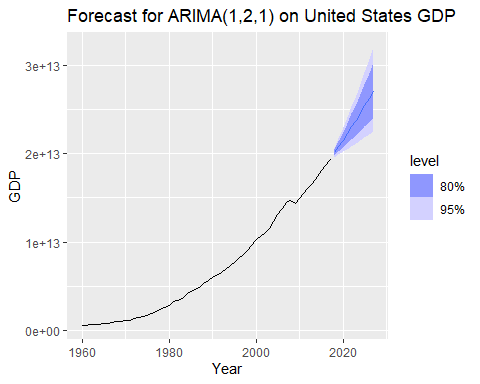 Forecast for ARIMA(1,2,1) on United States GDP
3e+13
2e+13
1e+13
0e+00
GDP
1960
1980
2000
2020
Year
level
80%
95%